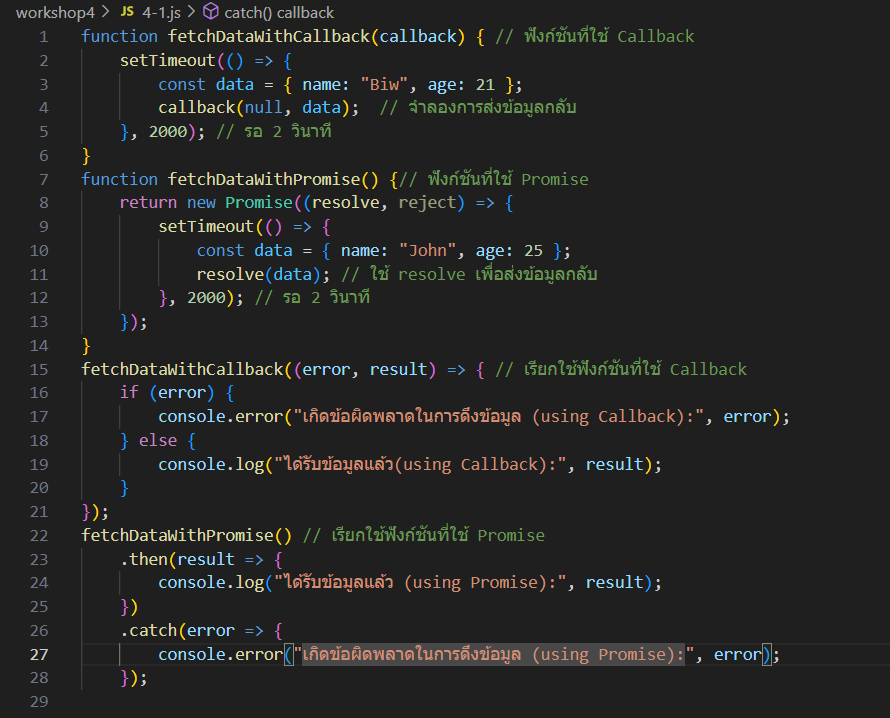 workshop4 > JS 4-1.js > catch() callback
1 function fetchDataWithCallback(callback) { // ฟังก์ชันที่ใช้ Callback
2 setTimeout(() => {
3 const data = { name: "Biw", age: 21 };
4 callback(null, data);  // จำลองการส่งข้อมูลกลับ
5 }, 2000); // รอ 2 วินาที
6 }
7 function fetchDataWithPromise() {// ฟังก์ชันที่ใช้ Promise
8 return new Promise((resolve, reject) => {
9 setTimeout(() => {
10 const data = { name: "John", age: 25 };
11 resolve(data); // ใช้ resolve เพื่อส่งข้อมูลกลับ
12 }, 2000); // รอ 2 วินาที
13 });
14 }
15 fetchDataWithCallback((error, result) => { // เรียกใช้ฟังก์ชันที่ใช้ Callback
16 if (error) {
17 console.error("เกิดข้อผิดพลาดในการดึงข้อมูล (using Callback):", error);
18 } else {
19 console.log("ได้รับข้อมูลแล้ว(using Callback):", result);
20 }
21 });
22 fetchDataWithPromise() // เรียกใช้ฟังก์ชันที่ใช้ Promise
23 .then(result => {
24 console.log("ได้รับข้อมูลแล้ว (using Promise):", result);
25 })
26 .catch(error => {
27 console.error("เกิดข้อผิดพลาดในการดึงข้อมูล (using Promise):", error);
28 });
29